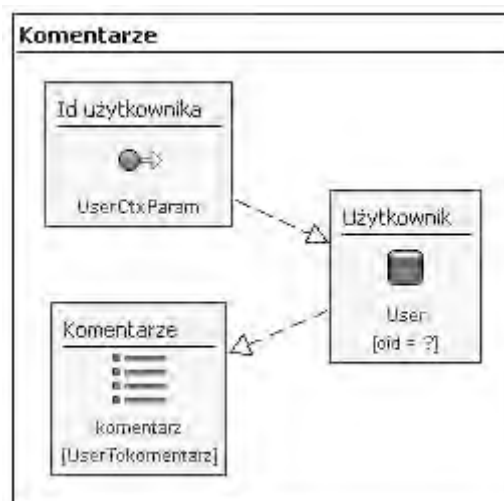 Komentarze
Id użytkownika
UserCtxParam
Użytkownik
User
[oid = ?]
Komentarze
komentarz
[UserTokomentarz]